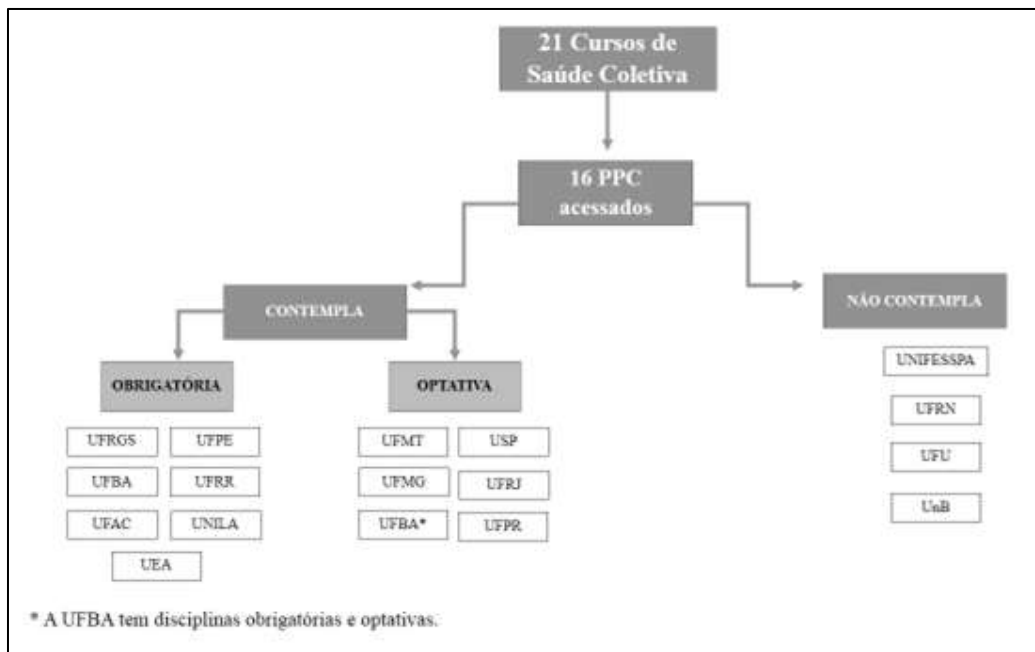 21 Cursos de
Saúde Coletiva
16 PPC
acessados
CONTEMPLA
NÃO CONTEMPLA
OBRIGATÓRIA
OPTATIVA
UFRGS
UFPE
UFBA
UFRR
UFAC
UNILA
UEA
UFMT
USP
UFMG
UFRJ
UFBA*
UFPR
UNIFESSPA
UFRN
UFU
UnB
* A UFBA tem disciplinas obrigatórias e optativas.